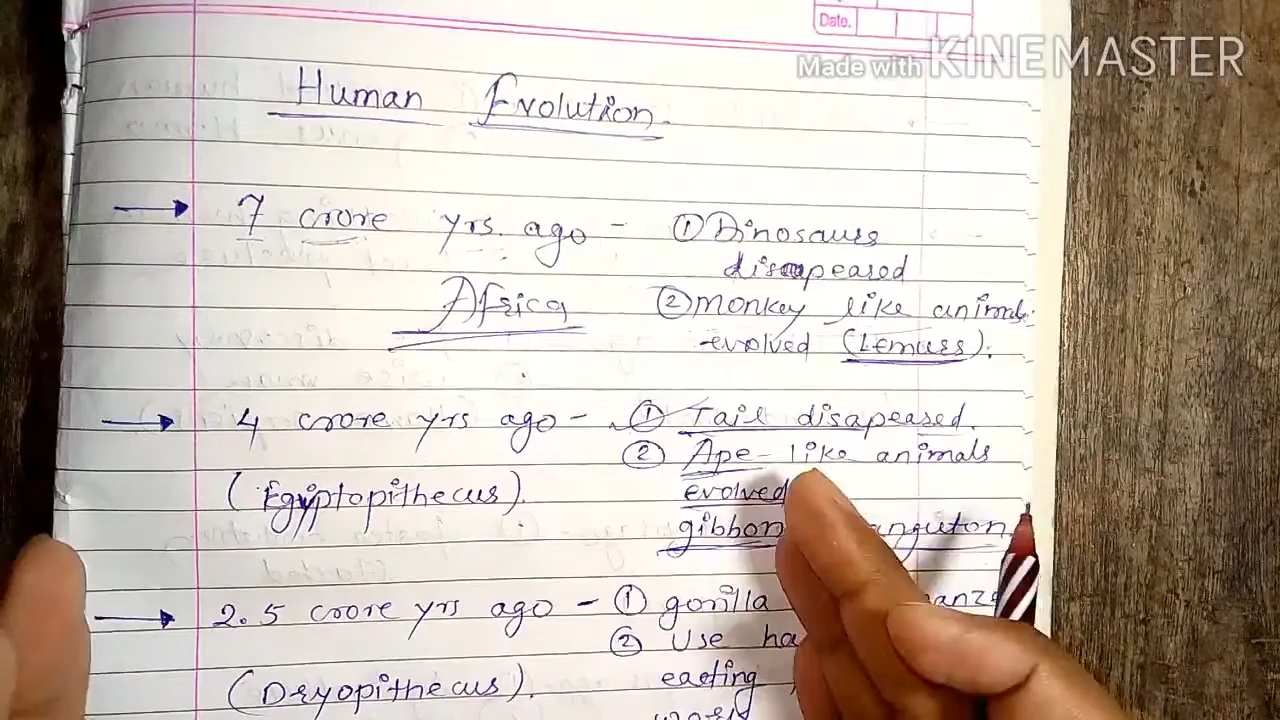 Date.
Made with KINEMASTER
Human Evolution.
7 crore yrs. ago - ① Dinosaurs
disapeared
Africa ② monkey like animals.
evolved (Lemurs).
4 crore yrs ago - ① Tail disapeared.
② Ape-like animals
(Egyptopithecus). evolved
gibbon
2.5 crore yrs ago - ① gorilla
② Use
(Dryopithecus). eacting